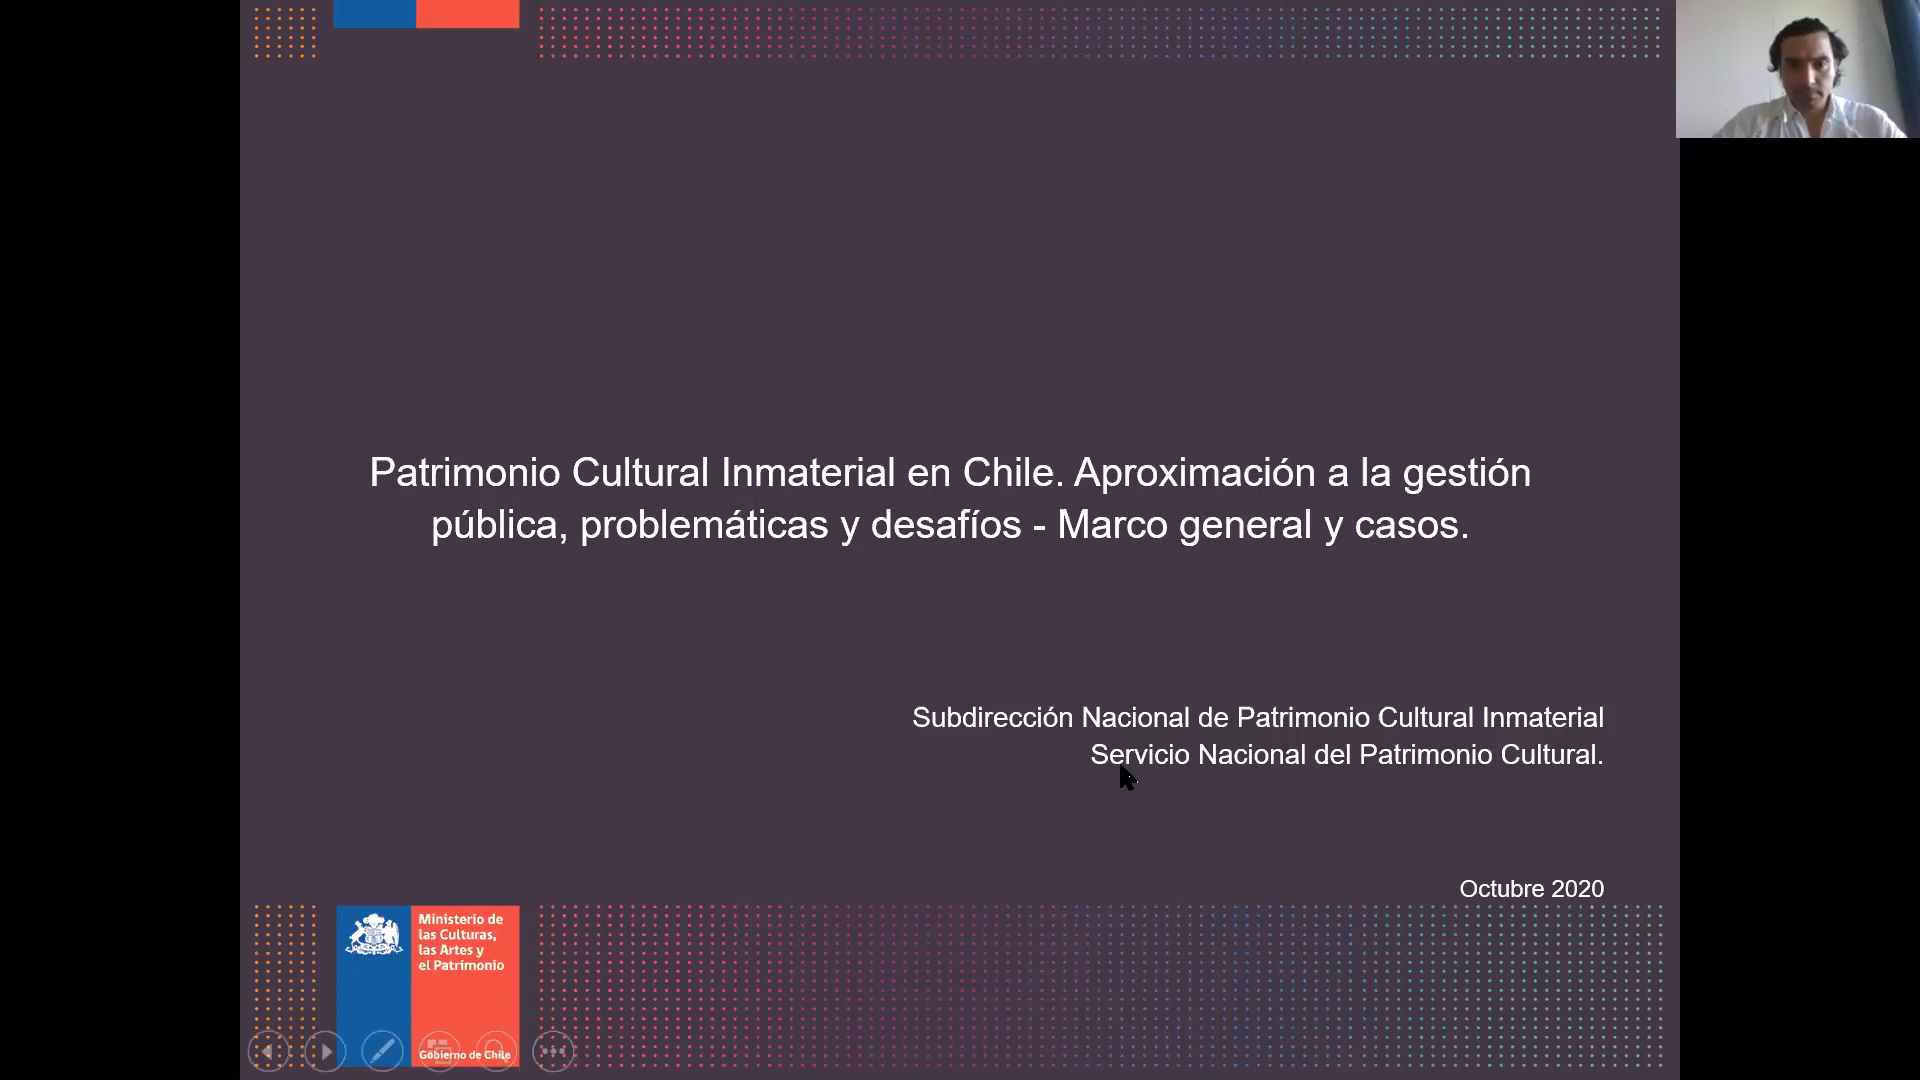 Patrimonio Cultural Inmaterial en Chile. Aproximación a la gestión
pública, problemáticas y desafíos - Marco general y casos.
Subdirección Nacional de Patrimonio Cultural Inmaterial
Servicio Nacional del Patrimonio Cultural.
Octubre 2020
Ministerio de
las Culturas,
las Artes y
el Patrimonio
Gobierno de Chile